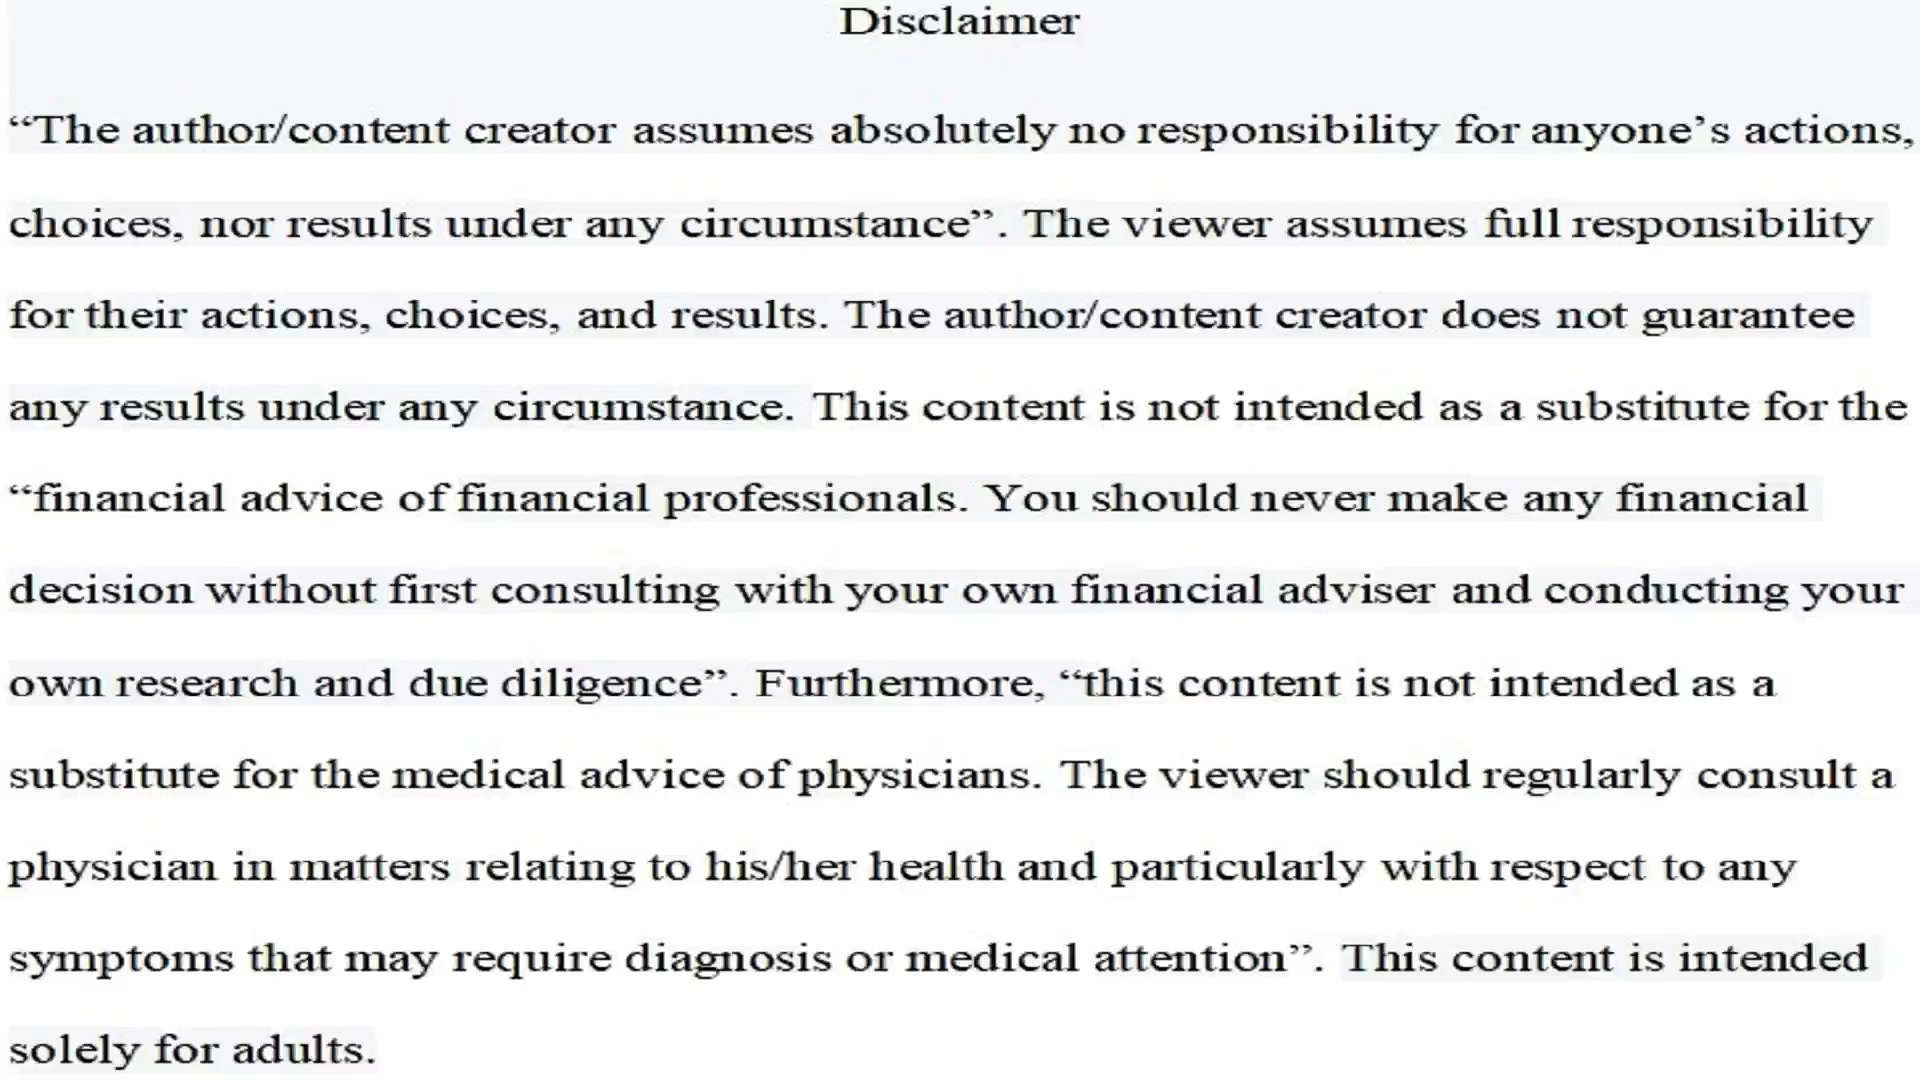 Disclaimer
“The author/content creator assumes absolutely no responsibility for anyone’s actions,
choices, nor results under any circumstance”. The viewer assumes full responsibility
for their actions, choices, and results. The author/content creator does not guarantee
any results under any circumstance. This content is not intended as a substitute for the
“financial advice of financial professionals. You should never make any financial
decision without first consulting with your own financial adviser and conducting your
own research and due diligence”. Furthermore, “this content is not intended as a
substitute for the medical advice of physicians. The viewer should regularly consult a
physician in matters relating to his/her health and particularly with respect to any
symptoms that may require diagnosis or medical attention”. This content is intended
solely for adults.